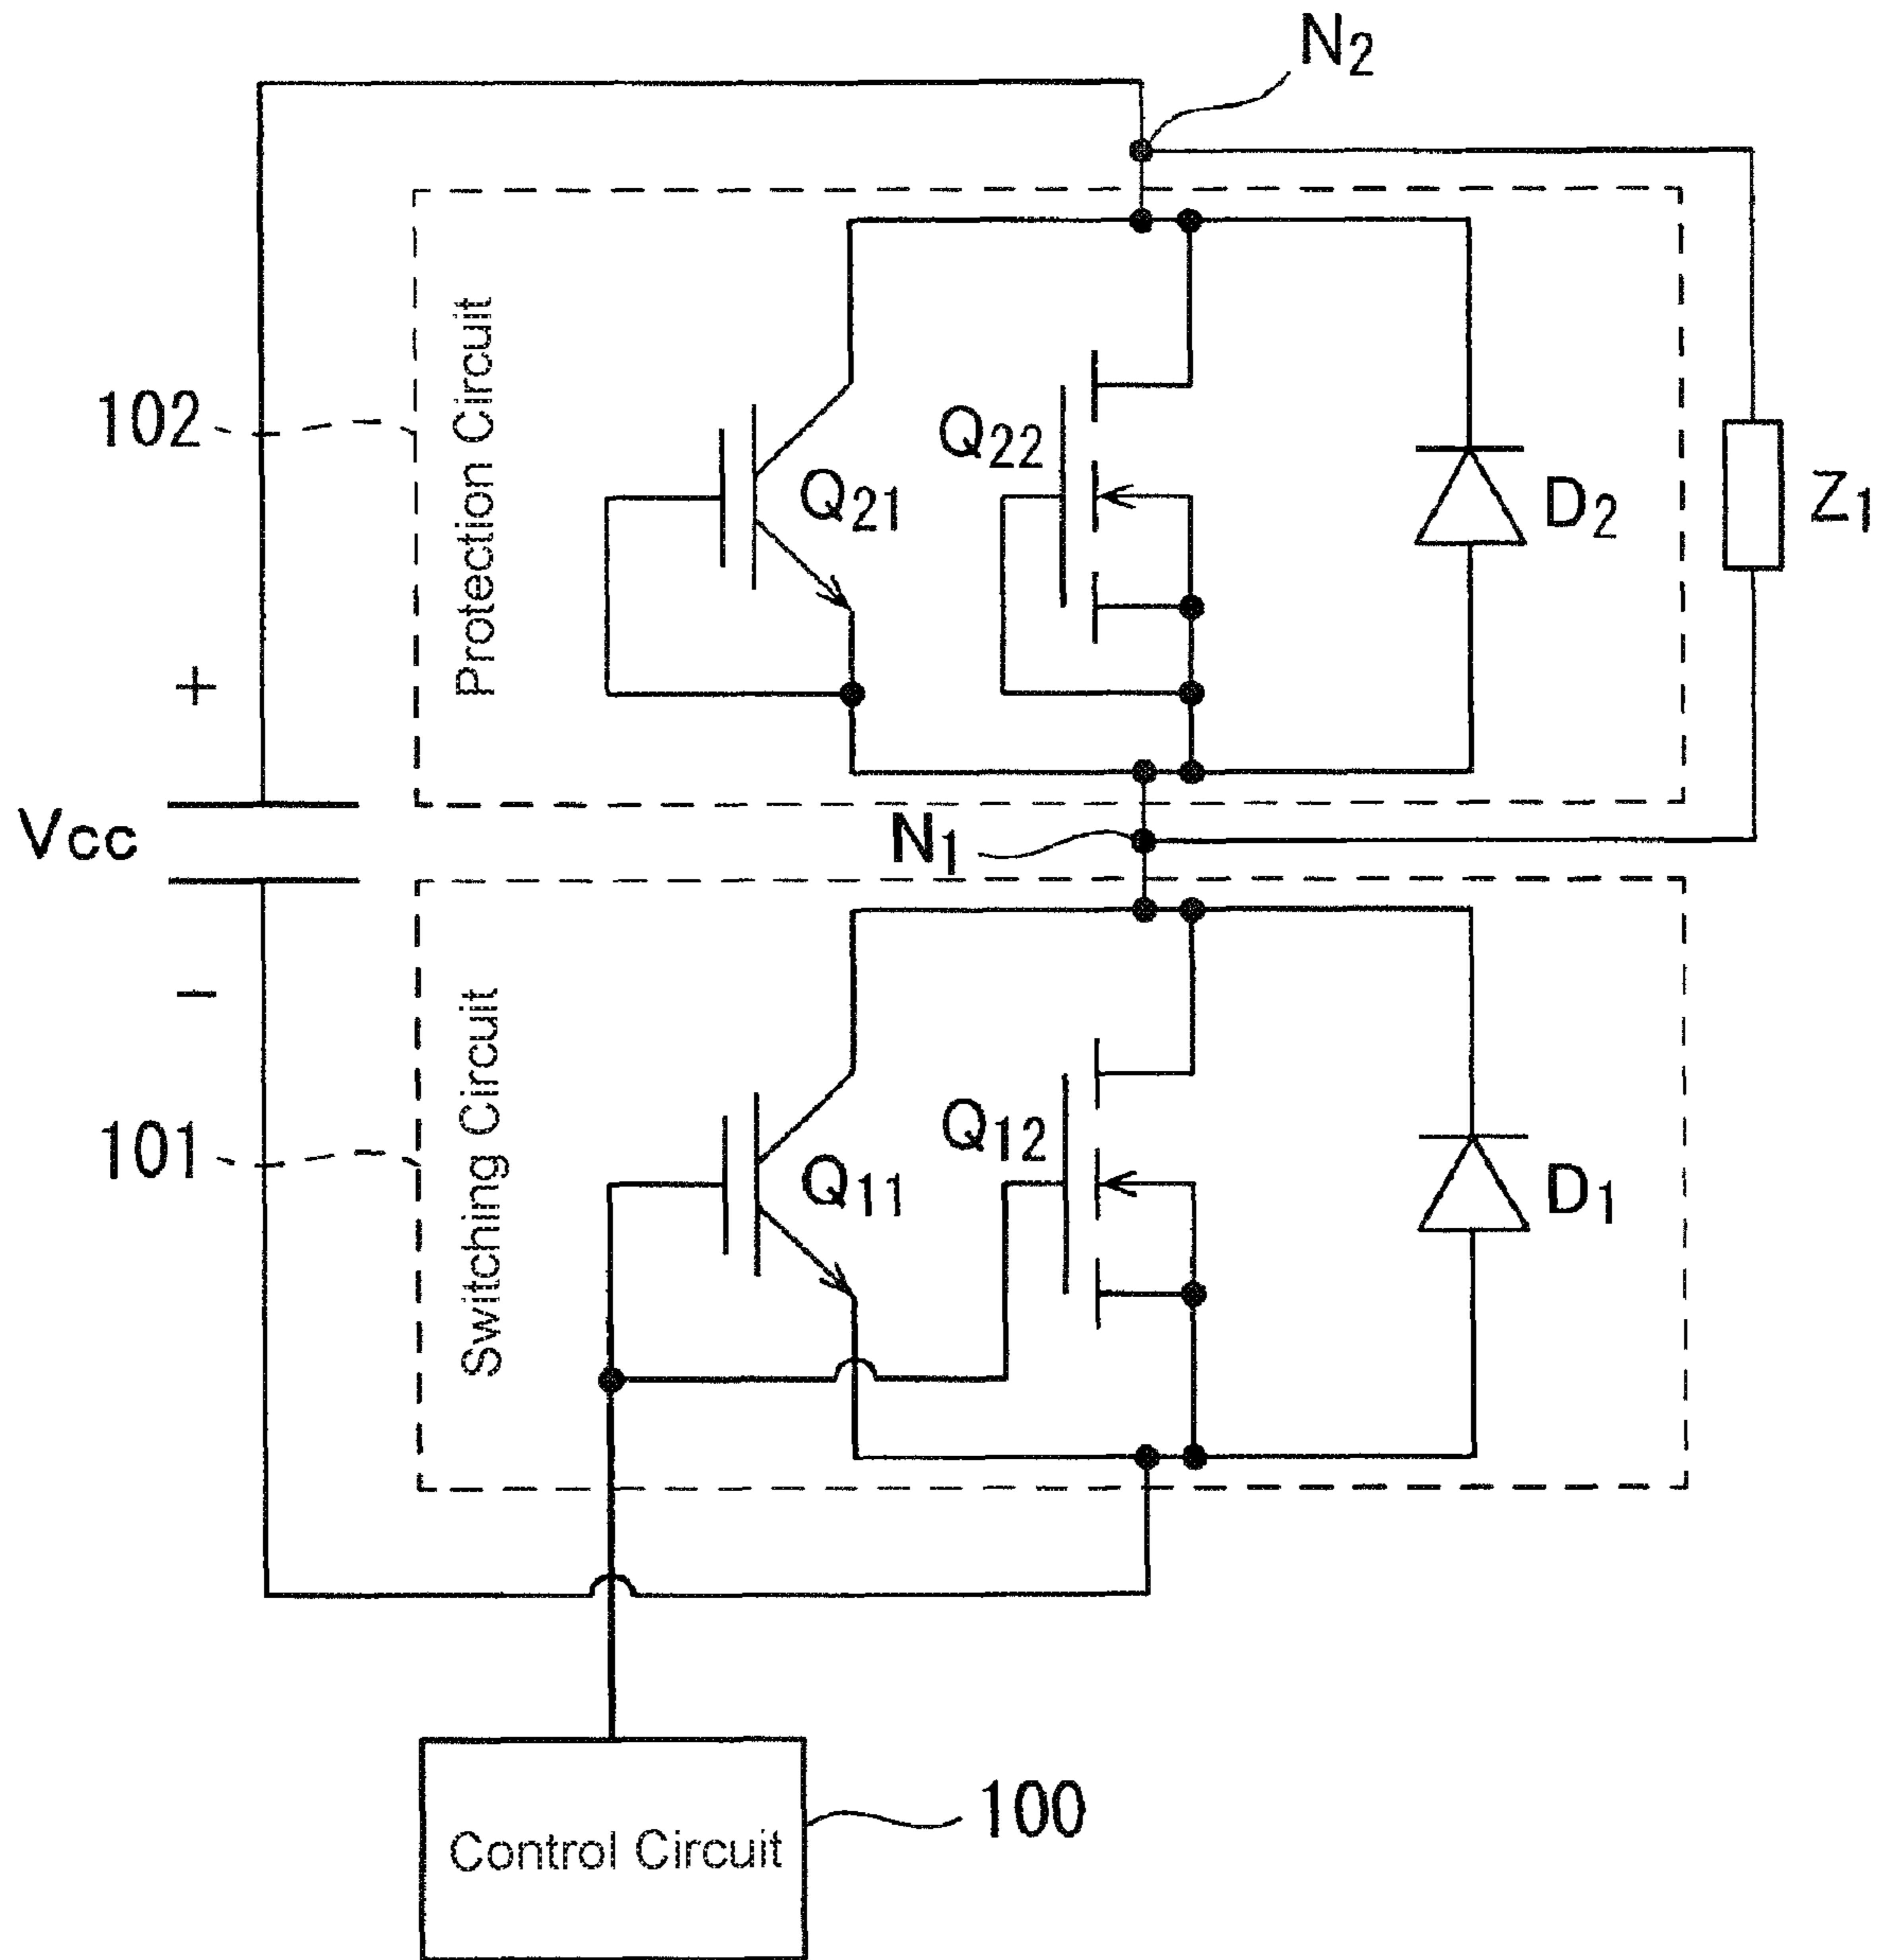 N2
Protection Circuit
102
Q21
Q22
D2
Z1
+
Vcc
−
N1
Switching Circuit
101
Q11
Q12
D1
Control Circuit
100